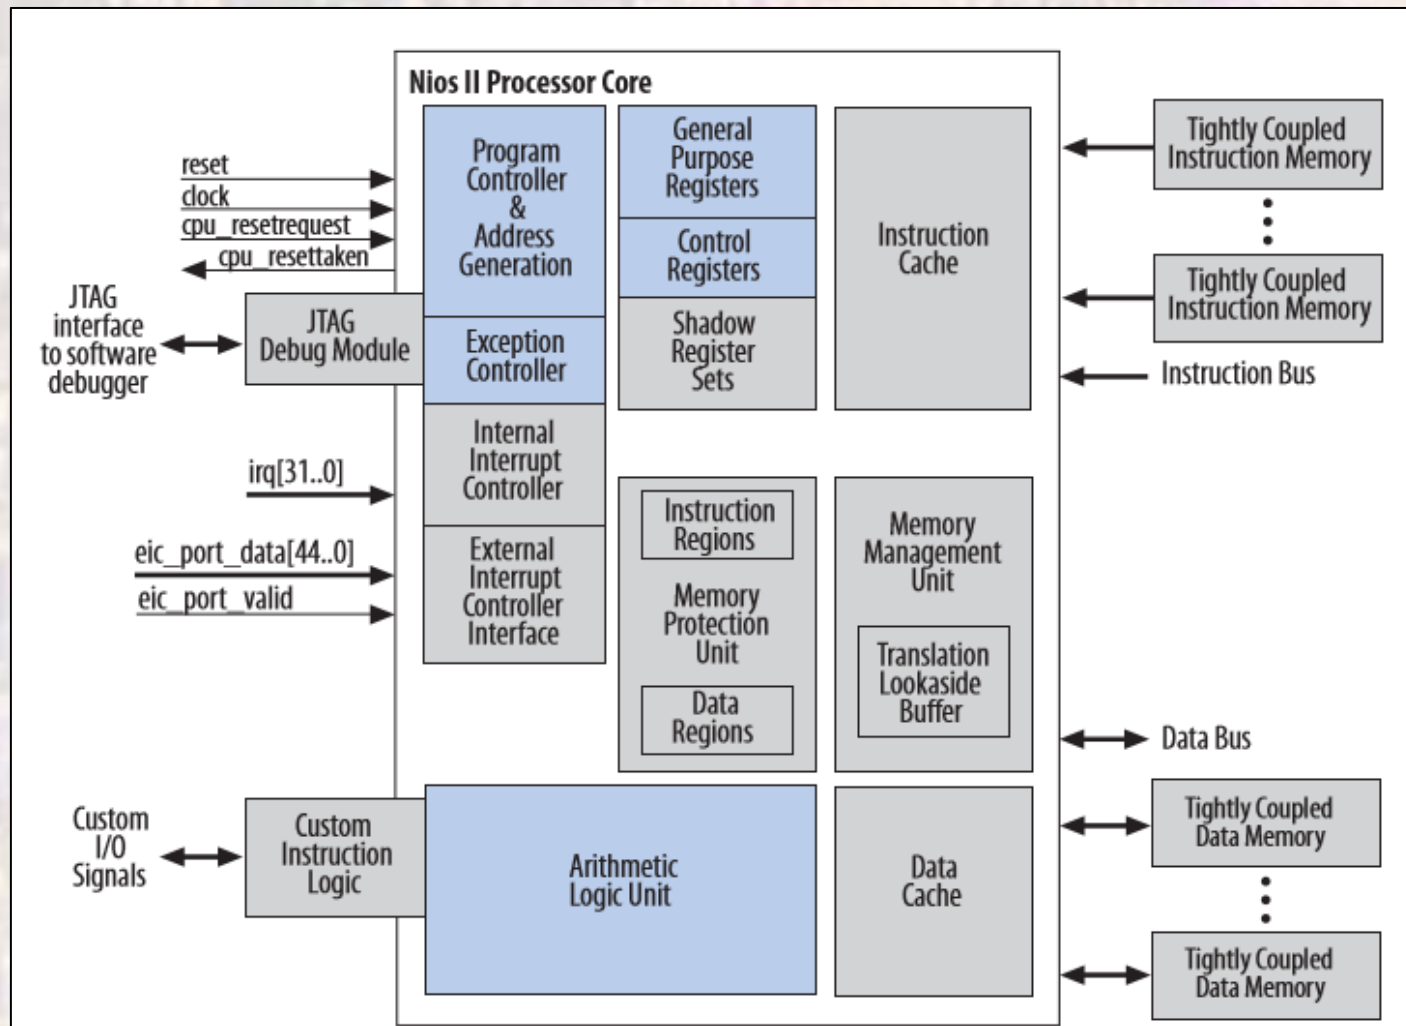 Nios II Processor Core
reset
clock
cpu_resetrequest
cpu_resettaken
JTAG
interface
to software
debugger
JTAG
Debug Module
irq[31..0]
eic_port_data[44..0]
eic_port_valid
Custom
I/O
Signals
Custom
Instruction
Logic
Program
Controller
&
Address
Generation
Exception
Controller
Internal
Interrupt
Controller
External
Interrupt
Controller
Interface
General
Purpose
Registers
Control
Registers
Shadow
Register
Sets
Instruction
Cache
Instruction
Regions
Memory
Protection
Unit
Data
Regions
Memory
Management
Unit
Translation
Lookaside
Buffer
Arithmetic
Logic Unit
Data
Cache
Tightly Coupled
Instruction Memory
Tightly Coupled
Instruction Memory
Instruction Bus
Data Bus
Tightly Coupled
Data Memory
Tightly Coupled
Data Memory